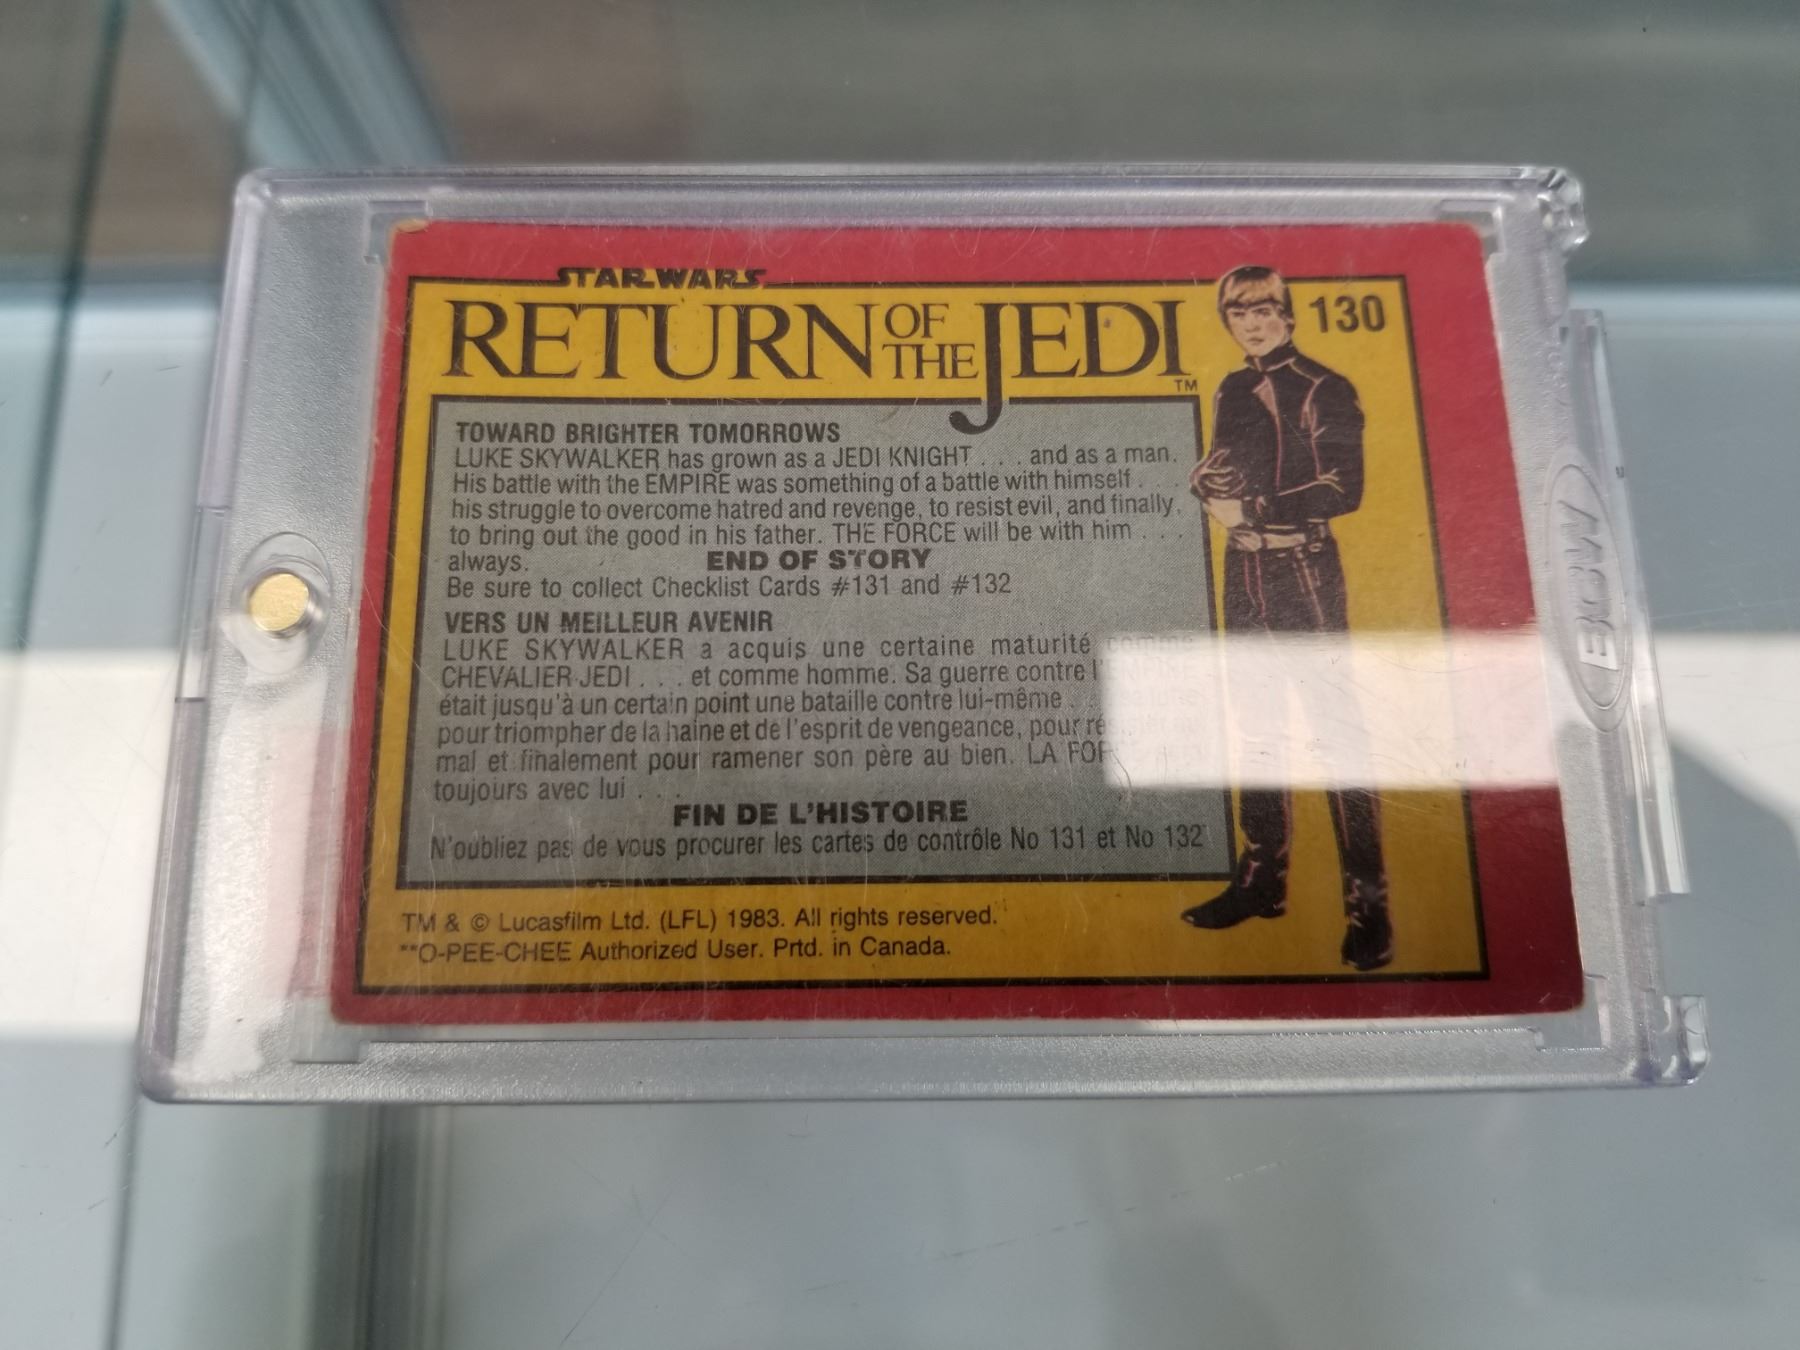 STAR WARS
RETURN OF THE JEDI
TM
130
TOWARD BRIGHTER TOMORROWS
LUKE SKYWALKER has grown as a JEDI KNIGHT . . . and as a man.
His battle with the EMPIRE was something of a battle with himself . . .
his struggle to overcome hatred and revenge, to resist evil, and finally,
to bring out the good in his father. THE FORCE will be with him . . .
always. END OF STORY
Be sure to collect Checklist Cards #131 and #132
VERS UN MEILLEUR AVENIR
LUKE SKYWALKER a acquis une certaine maturité comme
CHEVALIER JEDI . . . et comme homme. Sa guerre contre l'EMPIRE
était jusqu'à un certain point une bataille contre lui-même . . .
pour triompher de la haine et de l'esprit de vengeance, pour résister au
mal et finalement pour ramener son père au bien. LA FORCE
toujours avec lui . . .
FIN DE L'HISTOIRE
N'oubliez pas de vous procurer les cartes de contrôle No 131 et No 132
TM & © Lucasfilm Ltd. (LFL) 1983. All rights reserved.
**O-PEE-CHEE Authorized User. Prtd. in Canada.
BCW